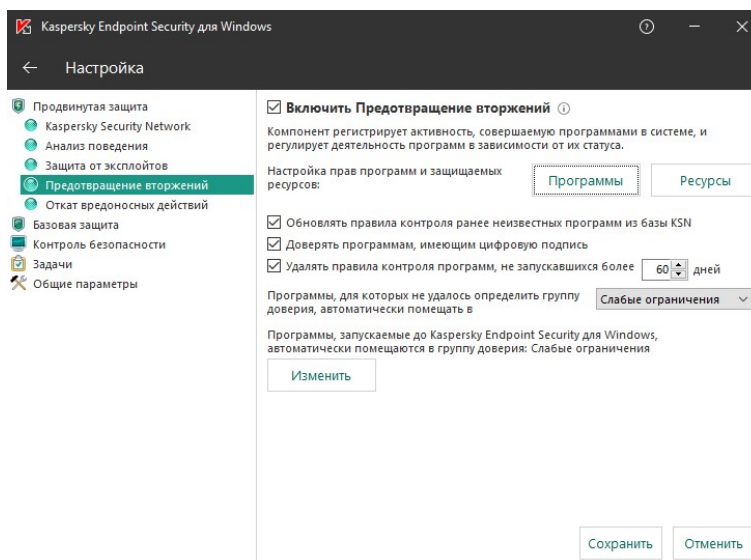 Kaspersky Endpoint Security для Windows
Настройка
Продвинутая защита
Kaspersky Security Network
Анализ поведения
Защита от эксплойтов
Предотвращение вторжений
Откат вредоносных действий
Базовая защита
Контроль безопасности
Задачи
Общие параметры
Включить Предотвращение вторжений
Компонент регистрирует активность, совершаемую программами в системе, и
регулирует деятельность программ в зависимости от их статуса.
Настройка прав программ и защищаемых
ресурсов:
Программы
Ресурсы
Обновлять правила контроля ранее неизвестных программ из базы KSN
Доверять программам, имеющим цифровую подпись
Удалять правила контроля программ, не запускавшихся более 60 дней
Программы, для которых не удалось определить группу
доверия, автоматически помещать в
Слабые ограничения
Программы, запускаемые до Kaspersky Endpoint Security для Windows,
автоматически помещаются в группу доверия: Слабые ограничения
Изменить
Сохранить
Отменить